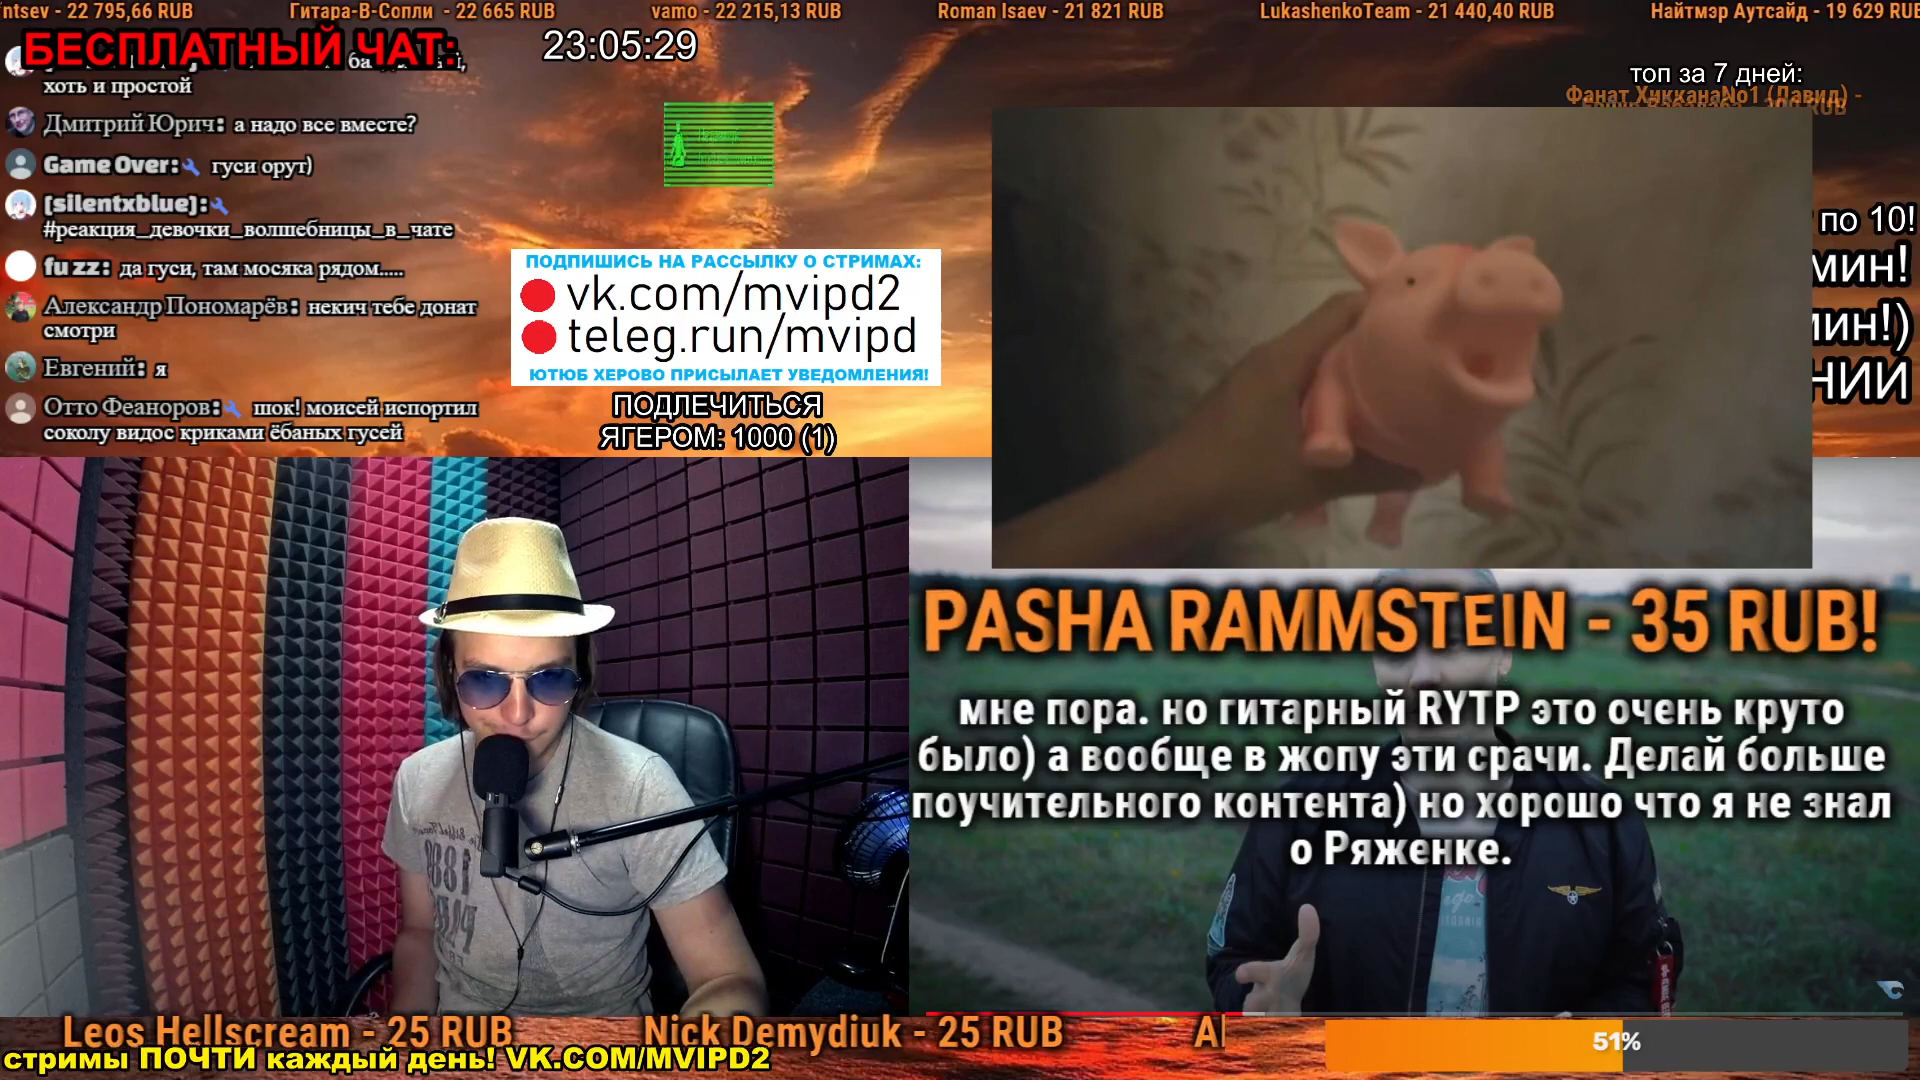 ntsev - 22 795,66 RUB
Гитара-В-Сопли - 22 665 RUB
vamo - 22 215,13 RUB
Roman Isaev - 21 821 RUB
LukashenkoTeam - 21 440,40 RUB
Найтмэр Аутсайд - 19 629 RUB
БЕСПЛАТНЫЙ ЧАТ:
23:05:29
хоть и простой
Дмитрий Юрич: а надо все вместе?
Game Over: гуси орут)
[silentxblue]:
#реакция_девочки_волшебницы_в_чате
fu zz: да гуси, там мосяка рядом.....
Александр Пономарёв: некич тебе донат
смотри
Евгений: я
Отто Феаноров: шок! моисей испортил
соколу видос криками ёбаных гусей
ПОДПИШИСЬ НА РАССЫЛКУ О СТРИМАХ:
vk.com/mvipd2
teleg.run/mvipd
ЮТЮБ ХЕРОВО ПРИСЫЛАЕТ УВЕДОМЛЕНИЯ!
ПОДЛЕЧИТЬСЯ
ЯГЕРОМ: 1000 (1)
топ за 7 дней:
Фанат Хикхана№1 (Давид) -
по 10!
мин!
мин!)
НИИ
PASHA RAMMSTEIN - 35 RUB!
мне пора. но гитарный RYTP это очень круто
было) а вообще в жопу эти срачи. Делай больше
поучительного контента) но хорошо что я не знал
о Ряженке.
Leos Hellscream - 25 RUB
Nick Demydiuk - 25 RUB
Al
51%
стримы ПОЧТИ каждый день! VK.COM/MVIPD2